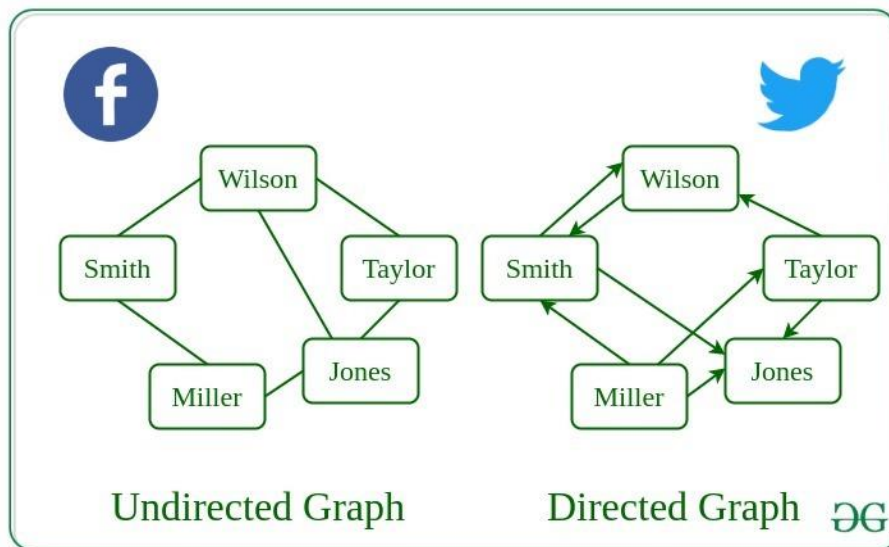 f
Wilson
Smith
Taylor
Jones
Miller
Wilson
Smith
Taylor
Jones
Miller
Undirected Graph
Directed Graph